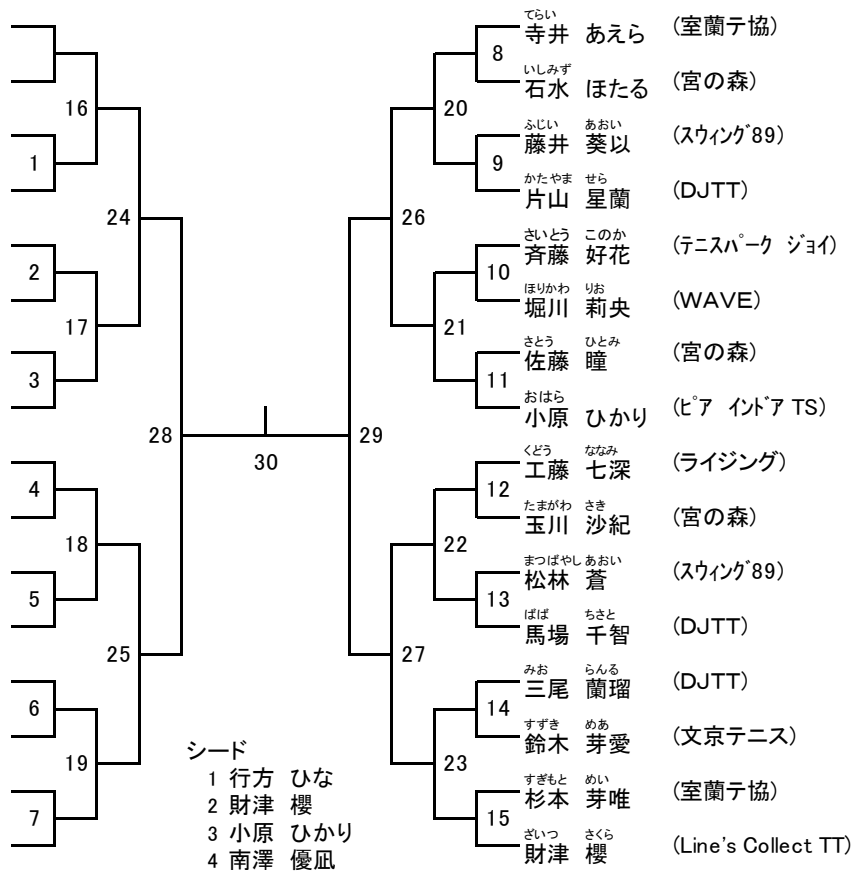 てらい
寺井 あえら (室蘭テ協)
8
いしみず
石水 ほたる (宮の森)
16
20
ふじい あおい
藤井 葵以 (スウィング89)
1
9
かたやま せら
片山 星蘭 (DJTT)
24
26
さいとう このか
斉藤 好花 (テニスパーク ジョイ)
2
10
ほりかわ りお
堀川 莉央 (WAVE)
17
21
さとう ひとみ
佐藤 瞳 (宮の森)
3
11
おはら
小原 ひかり (ピア インドア TS)
28
29
30
くどう ななみ
工藤 七深 (ライジング)
4
12
たまがわ さき
玉川 沙紀 (宮の森)
18
22
まつばやし あおい
松林 蒼 (スウィング89)
5
13
ばば ちさと
馬場 千智 (DJTT)
25
27
みお らんる
三尾 蘭瑠 (DJTT)
6
14
すずき めあ
鈴木 芽愛 (文京テニス)
19
23
すぎもと めい
杉本 芽唯 (室蘭テ協)
7
15
ざいつ さくら
財津 櫻 (Line's Collect TT)
シード
1 行方 ひな
2 財津 櫻
3 小原 ひかり
4 南澤 優凪